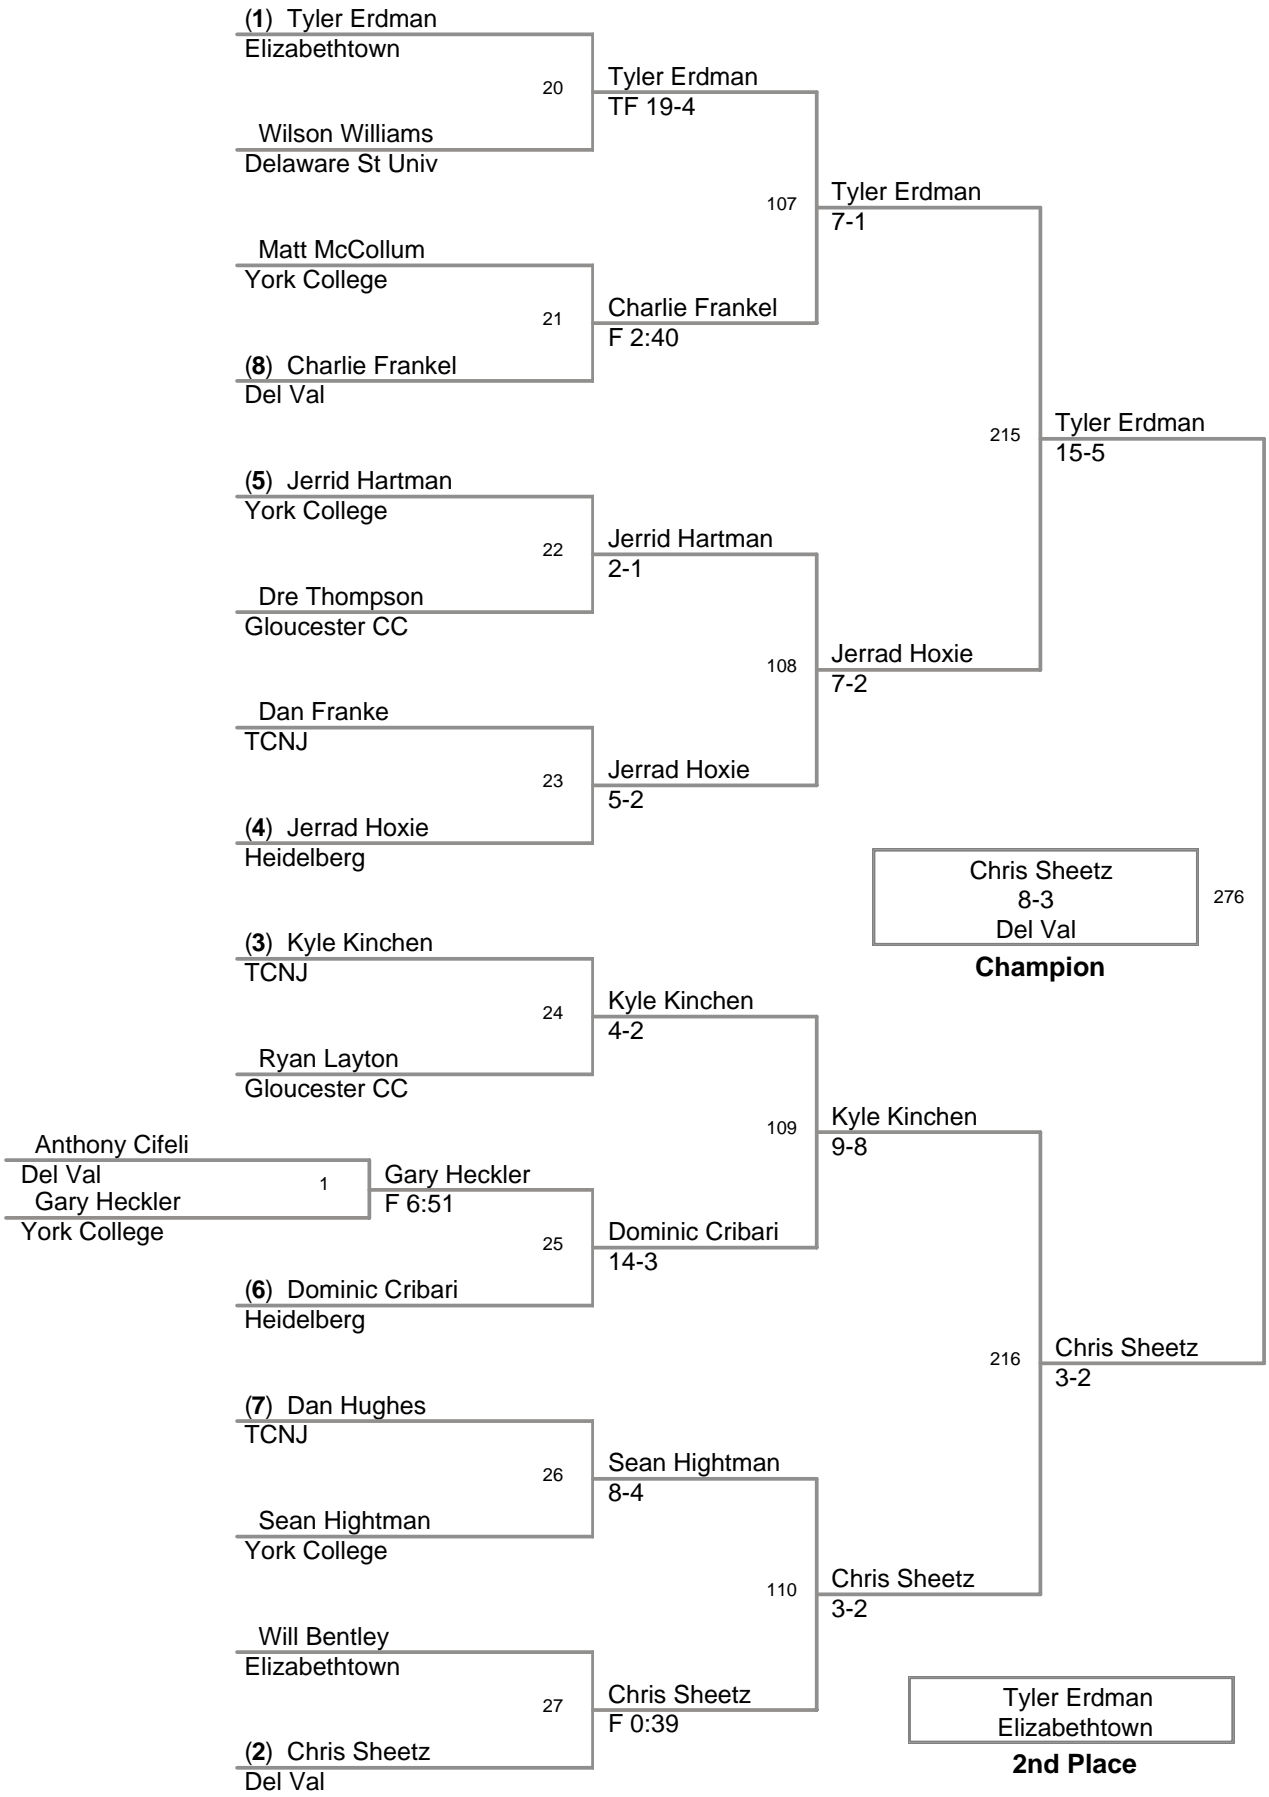 (1) Tyler Erdman
Elizabethtown
20
Tyler Erdman
TF 19-4
Wilson Williams
Delaware St Univ
107
Tyler Erdman
7-1
Matt McCollum
York College
21
Charlie Frankel
F 2:40
(8) Charlie Frankel
Del Val
215
Tyler Erdman
15-5
(5) Jerrid Hartman
York College
22
Jerrid Hartman
2-1
Dre Thompson
Gloucester CC
108
Jerrad Hoxie
7-2
Dan Franke
TCNJ
23
Jerrad Hoxie
5-2
(4) Jerrad Hoxie
Heidelberg
Chris Sheetz
8-3
Del Val
276
Champion
(3) Kyle Kinchen
TCNJ
24
Kyle Kinchen
4-2
Ryan Layton
Gloucester CC
109
Kyle Kinchen
9-8
Anthony Cifeli
Del Val
1
Gary Heckler
F 6:51
Gary Heckler
York College
25
Dominic Cribari
14-3
(6) Dominic Cribari
Heidelberg
216
Chris Sheetz
3-2
(7) Dan Hughes
TCNJ
26
Sean Hightman
8-4
Sean Hightman
York College
110
Chris Sheetz
3-2
Will Bentley
Elizabethtown
27
Chris Sheetz
F 0:39
(2) Chris Sheetz
Del Val
Tyler Erdman
Elizabethtown
2nd Place